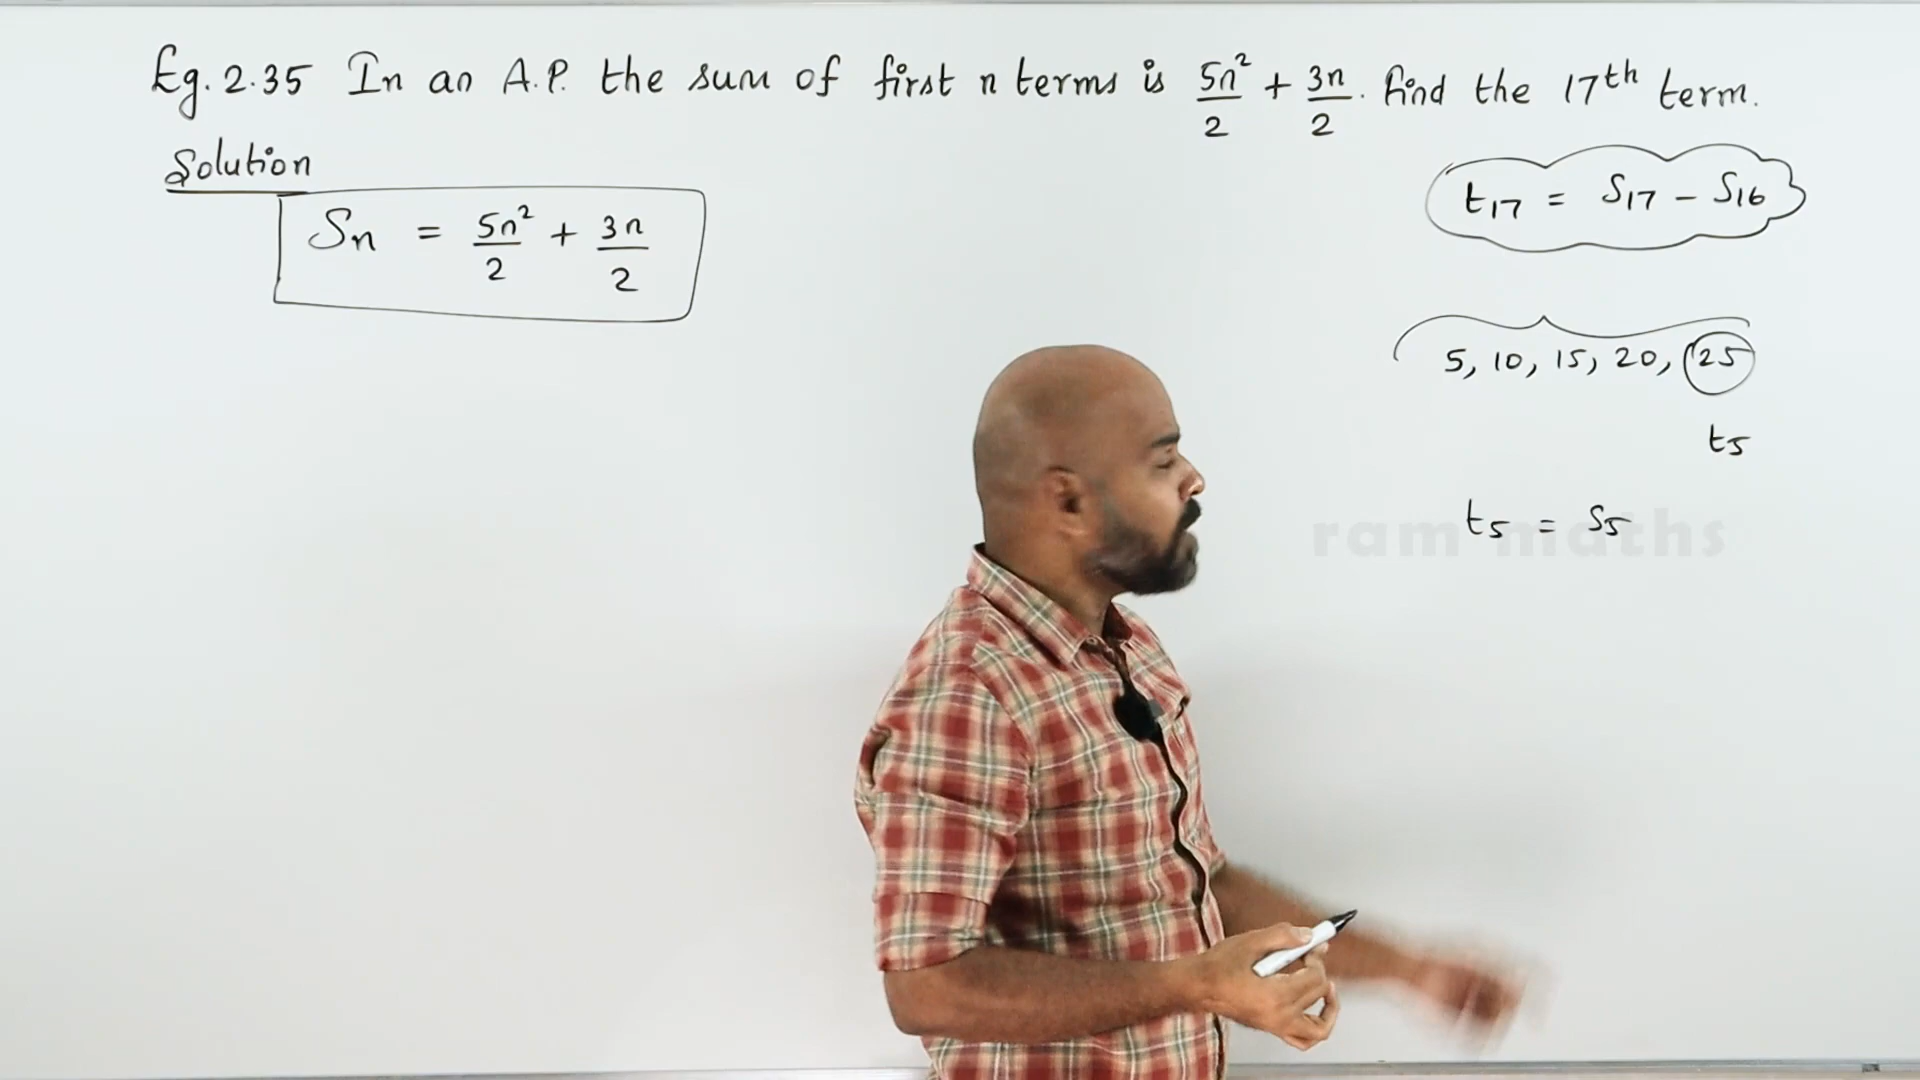 Eg. 2.35 In an A.P. the sum of first n terms is 5n²/2 + 3n/2. Find the 17th term.
Solution
Sn = 5n²/2 + 3n/2
t17 = S17 – S16
5, 10, 15, 20, 25
t5
t5 = S5
ram maths